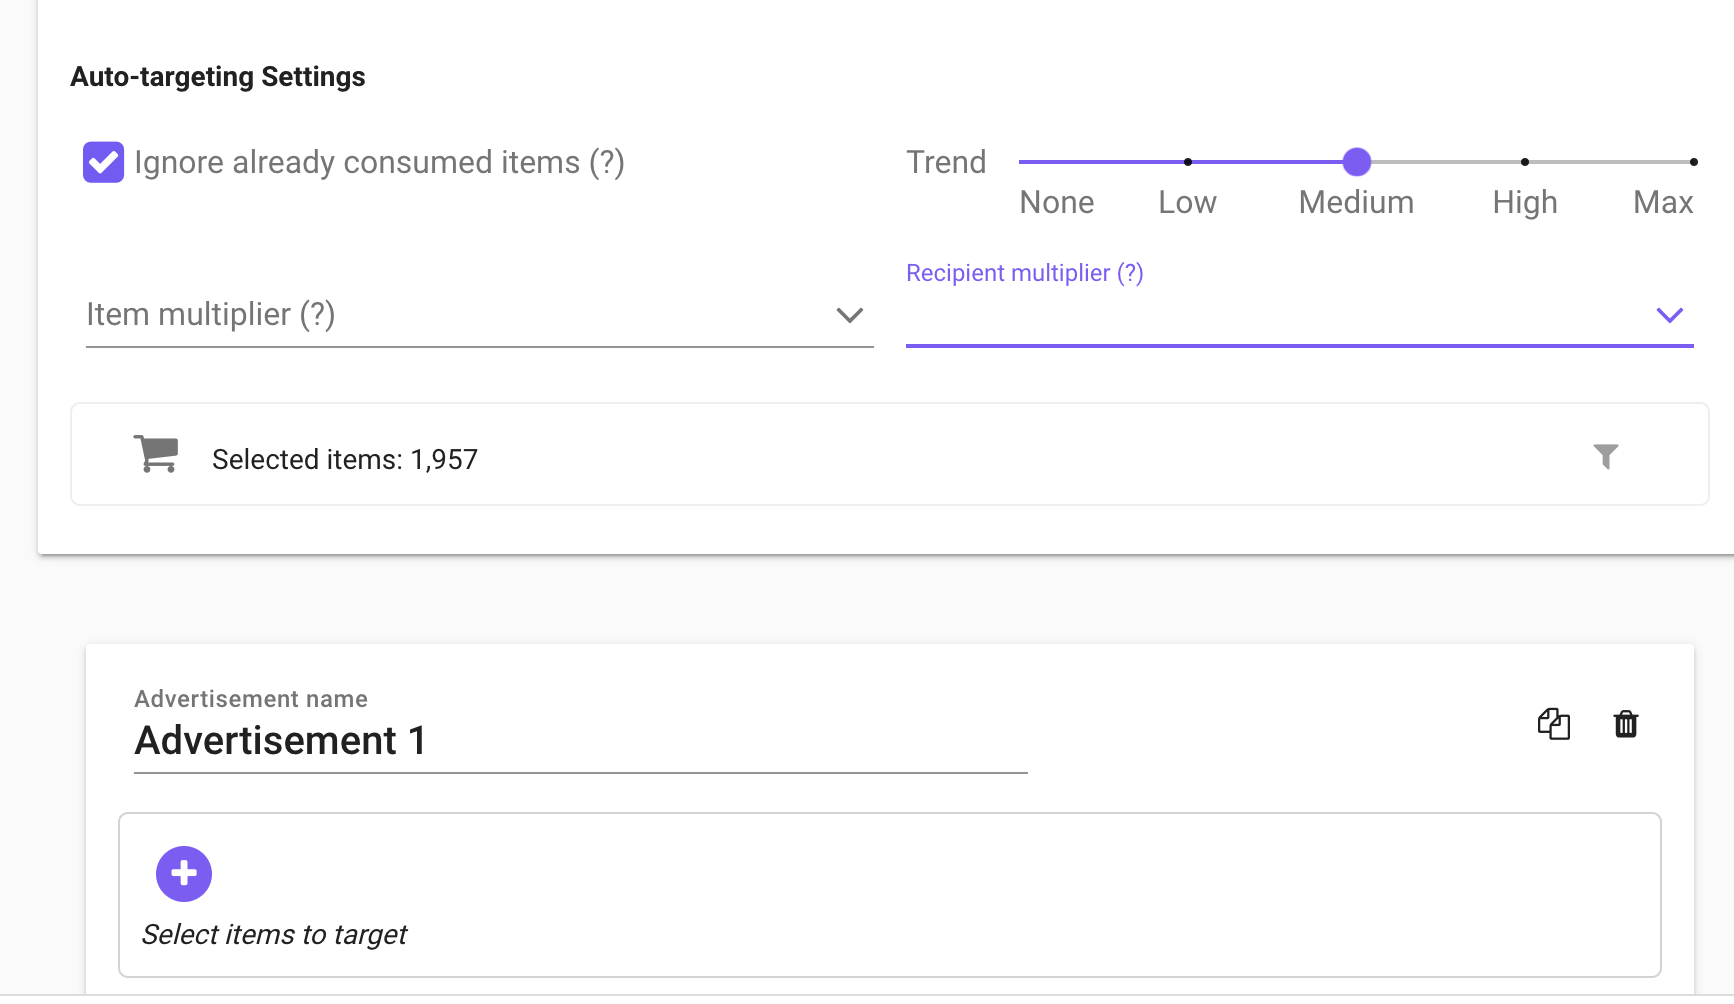 Auto-targeting Settings
Ignore already consumed items (?)
Trend
None Low Medium High Max
Item multiplier (?)
Recipient multiplier (?)
Selected items: 1,957
Advertisement name
Advertisement 1
Select items to target